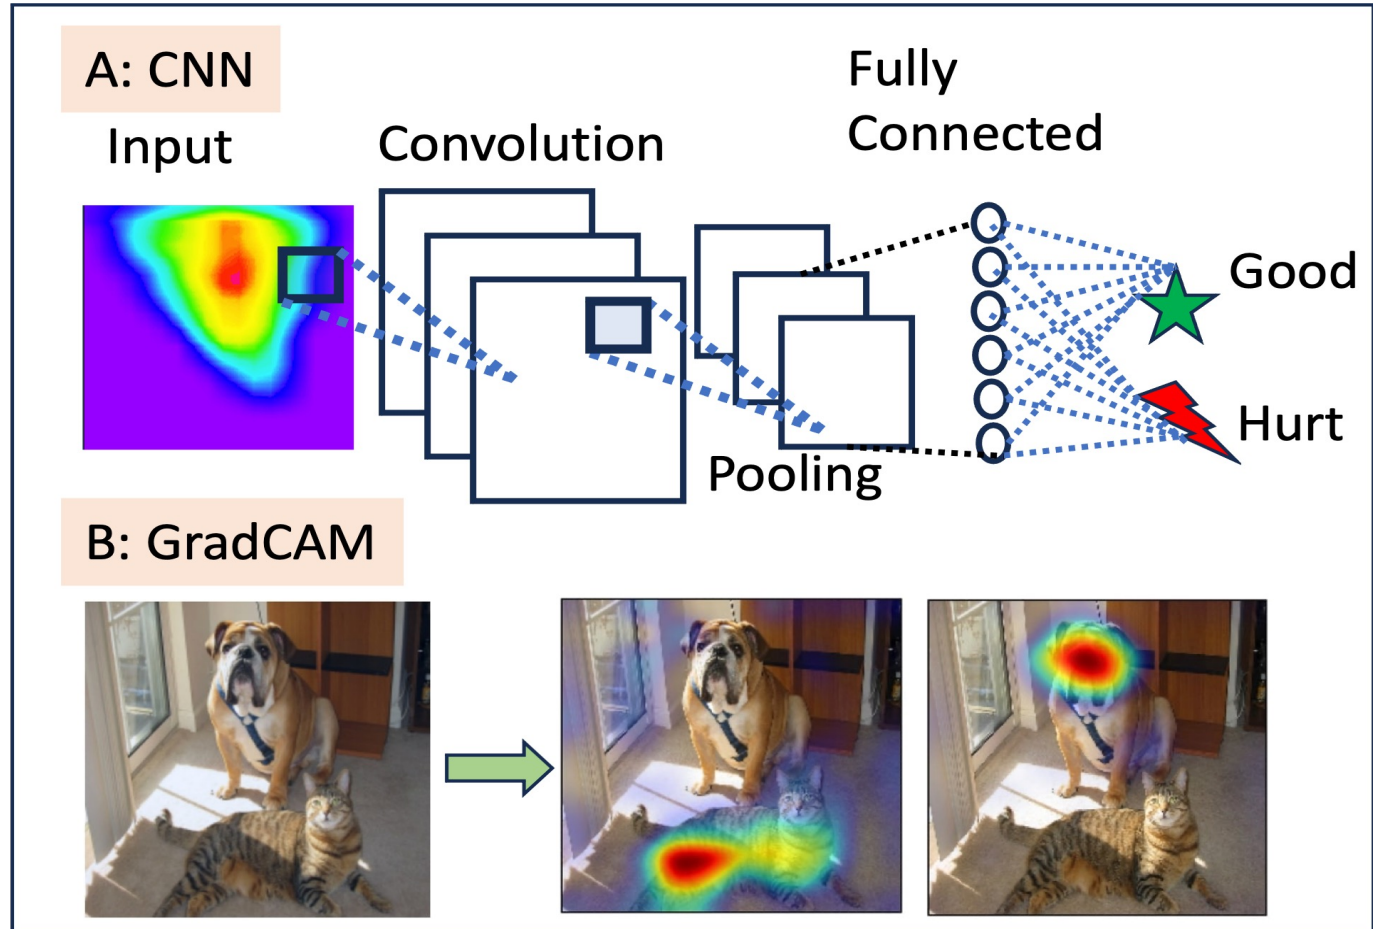 A: CNN
Input
Convolution
Fully
Connected
Good
Hurt
Pooling
B: GradCAM